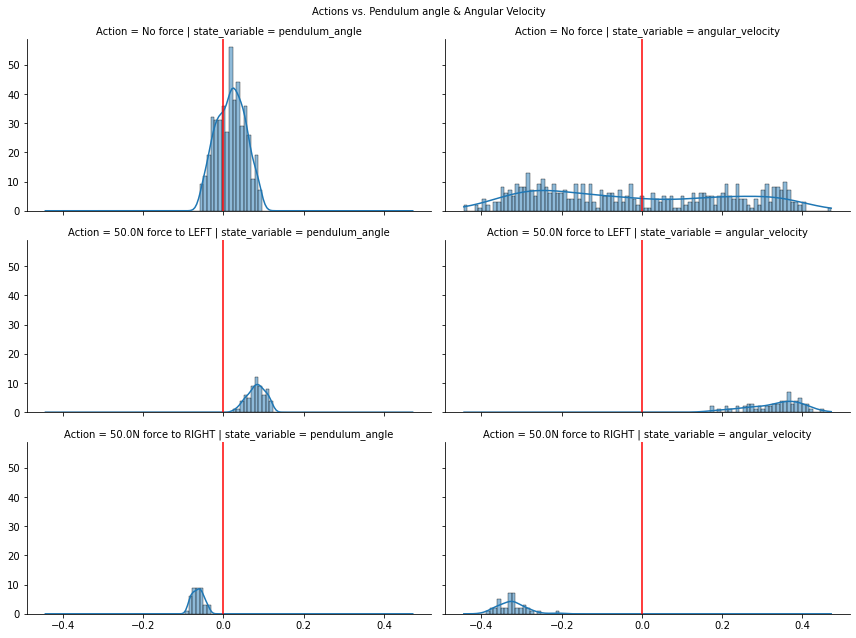 Actions vs. Pendulum angle & Angular Velocity
Action = No force | state_variable = pendulum_angle
Action = No force | state_variable = angular_velocity
50
40
30
20
10
0
Action = 50.0N force to LEFT | state_variable = pendulum_angle
Action = 50.0N force to LEFT | state_variable = angular_velocity
50
40
30
20
10
0
Action = 50.0N force to RIGHT | state_variable = pendulum_angle
Action = 50.0N force to RIGHT | state_variable = angular_velocity
50
40
30
20
10
0
−0.4 −0.2 0.0 0.2 0.4
−0.4 −0.2 0.0 0.2 0.4